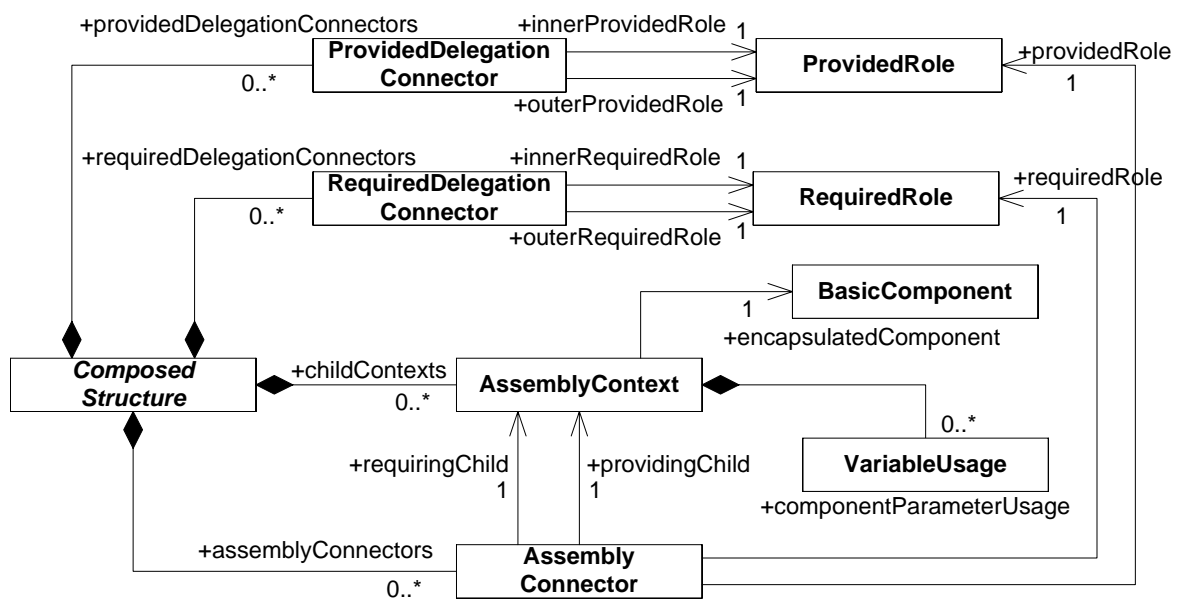 +providedDelegationConnectors
+innerProvidedRole
1
ProvidedDelegation
Connector
ProvidedRole
+providedRole
0..*
1
1
+outerProvidedRole
+requiredDelegationConnectors
+innerRequiredRole
1
RequiredDelegation
Connector
RequiredRole
+requiredRole
0..*
1
1
+outerRequiredRole
BasicComponent
1
+encapsulatedComponent
Composed
Structure
+childContexts
AssemblyContext
0..*
0..*
+requiringChild
1
+providingChild
1
VariableUsage
+componentParameterUsage
+assemblyConnectors
Assembly
Connector
0..*